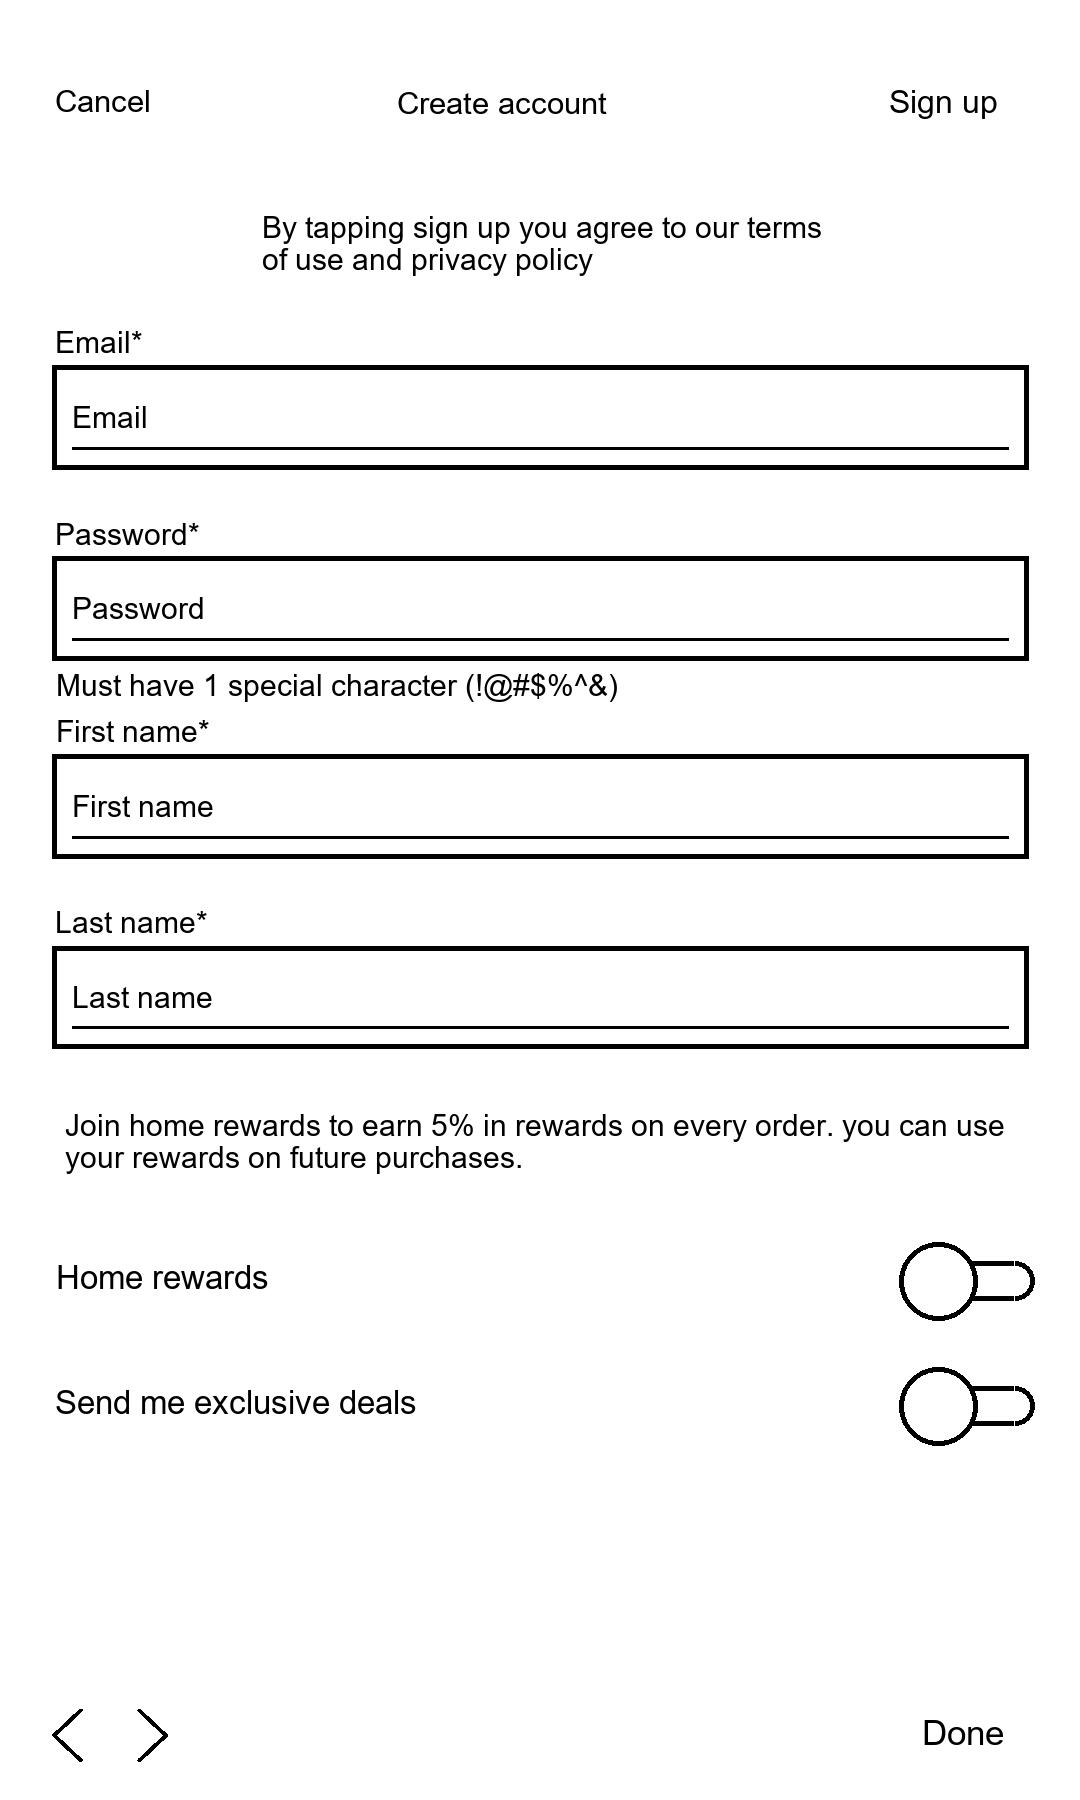 Cancel Create account Sign up
By tapping sign up you agree to our terms
of use and privacy policy
Email*
Email
Password*
Password
Must have 1 special character (!@#$%^&)
First name*
First name
Last name*
Last name
Join home rewards to earn 5% in rewards on every order. you can use
your rewards on future purchases.
Home rewards
Send me exclusive deals
Done